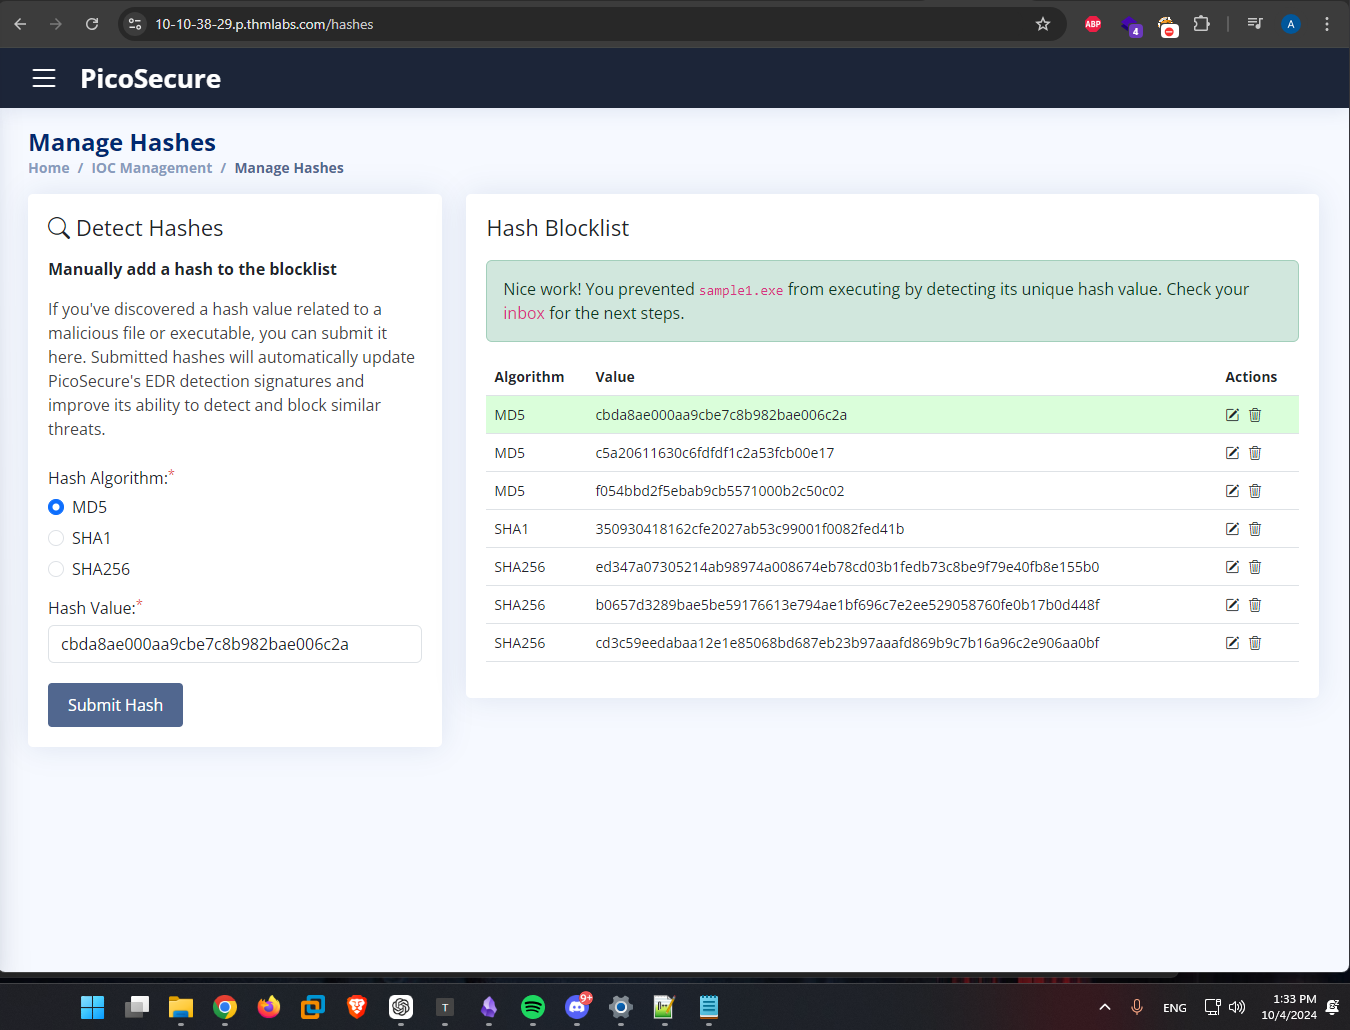 10-10-38-29.p.thmlabs.com/hashes
ABP
4
A
PicoSecure
Manage Hashes
Home / IOC Management / Manage Hashes
Detect Hashes
Manually add a hash to the blocklist
If you've discovered a hash value related to a
malicious file or executable, you can submit it
here. Submitted hashes will automatically update
PicoSecure's EDR detection signatures and
improve its ability to detect and block similar
threats.
Hash Algorithm:*
MD5
SHA1
SHA256
Hash Value:*
cbda8ae000aa9cbe7c8b982bae006c2a
Submit Hash
Hash Blocklist
Nice work! You prevented sample1.exe from executing by detecting its unique hash value. Check your
inbox for the next steps.
Algorithm Value Actions
MD5 cbda8ae000aa9cbe7c8b982bae006c2a
MD5 c5a20611630c6fdfdf1c2a53fcb00e17
MD5 f054bbd2f5ebab9cb5571000b2c50c02
SHA1 350930418162cfe2027ab53c99001f0082fed41b
SHA256 ed347a07305214ab98974a008674eb78cd03b1fedb73c8be9f79e40fb8e155b0
SHA256 b0657d3289bae5be59176613e794ae1bf696c7e2ee529058760fe0b17b0d448f
SHA256 cd3c59eedabaa12e1e85068bd687eb23b97aaafd869b9c7b16a96c2e906aa0bf
T
9+
ENG
1:33 PM
10/4/2024